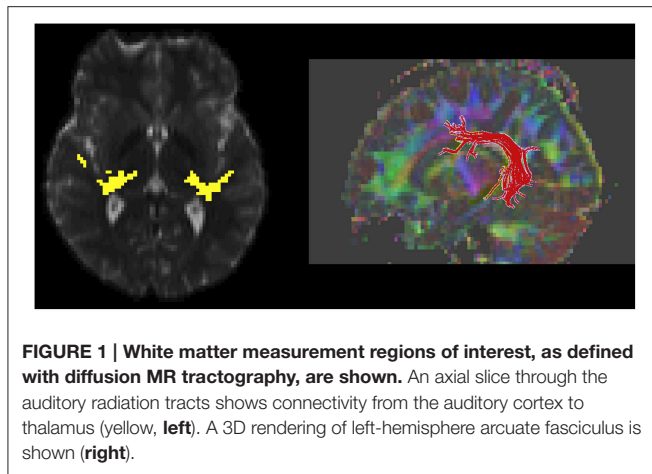 FIGURE 1 | White matter measurement regions of interest, as defined
with diffusion MR tractography, are shown. An axial slice through the
auditory radiation tracts shows connectivity from the auditory cortex to
thalamus (yellow, left). A 3D rendering of left-hemisphere arcuate fasciculus is
shown (right).